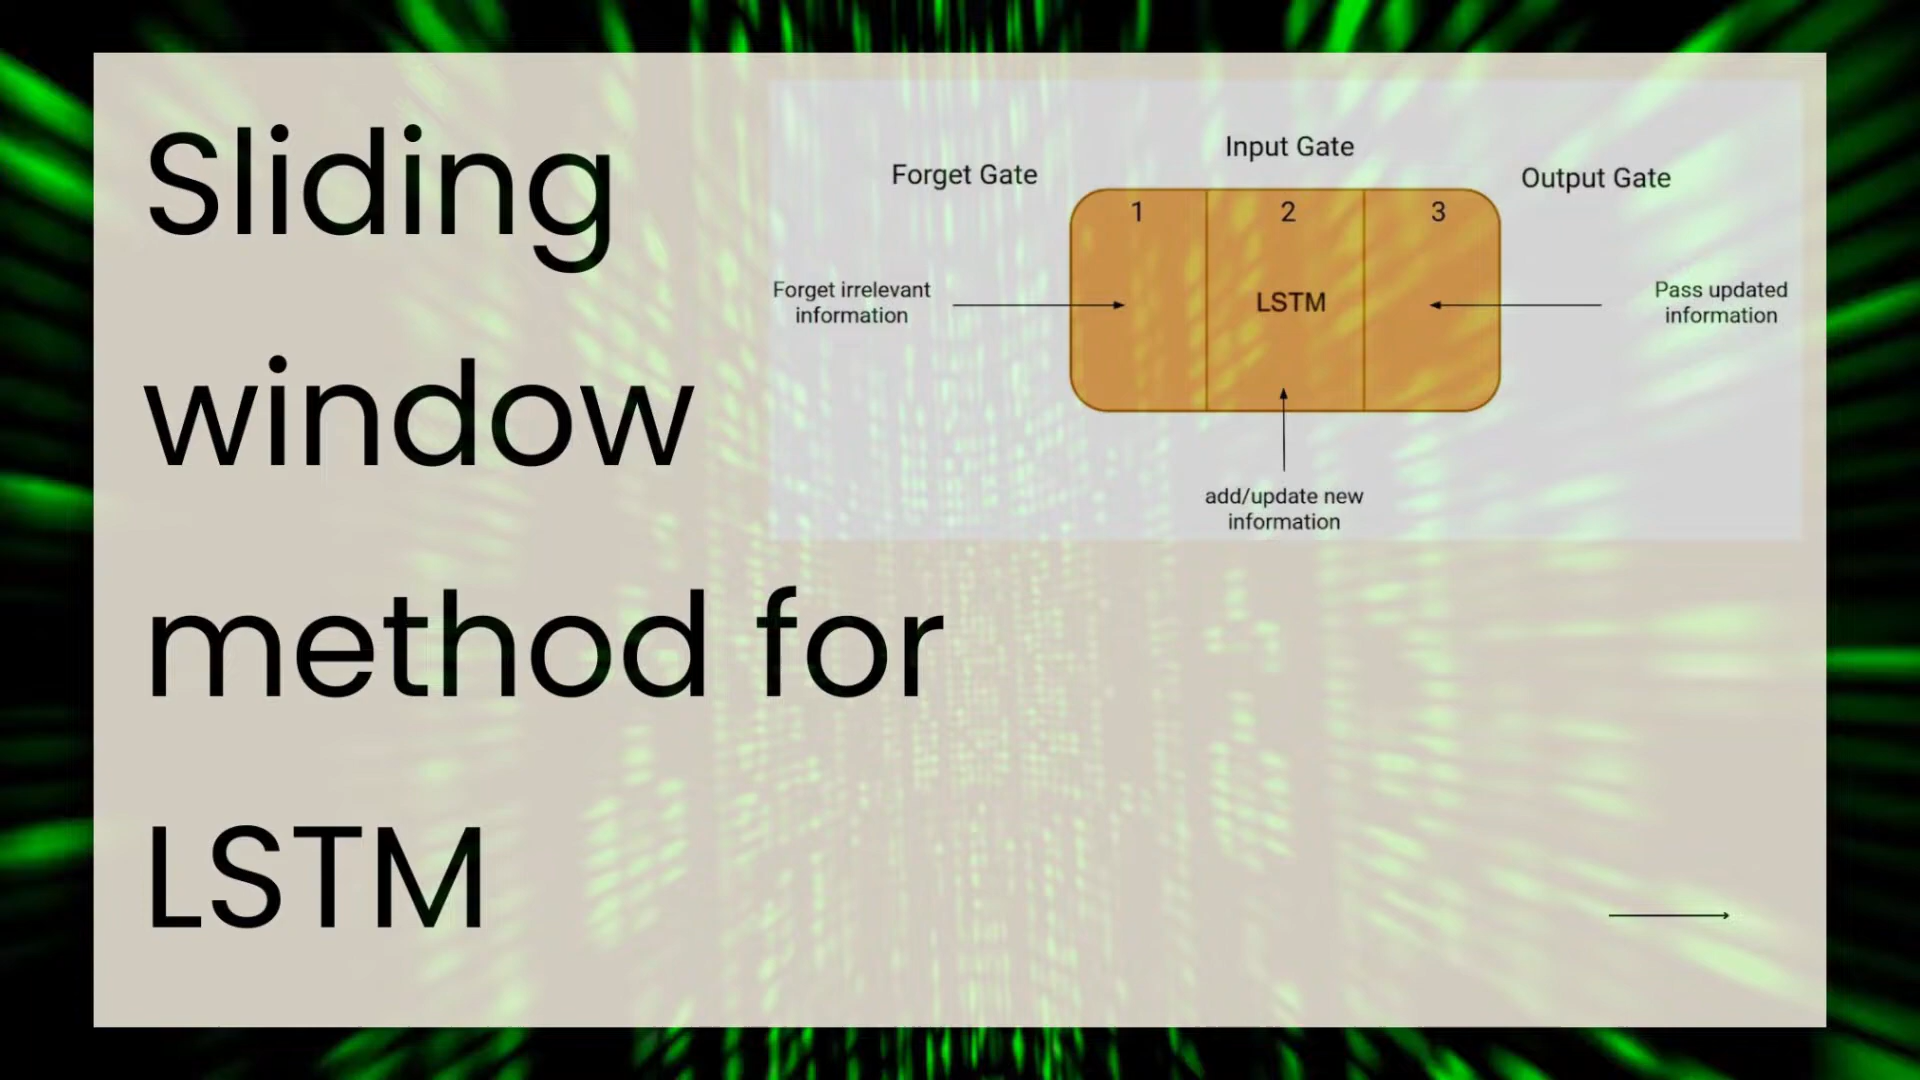 Sliding
window
method for
LSTM
Input Gate
Forget Gate
Output Gate
1
2
3
Forget irrelevant
information
LSTM
Pass updated
information
add/update new
information